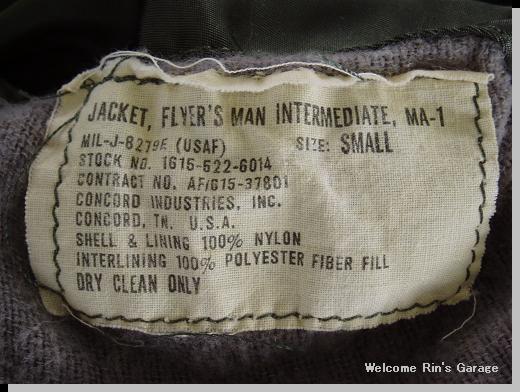 JACKET, FLYER'S MAN INTERMEDIATE, MA-1
MIL-J-8279E (USAF) SIZE: SMALL
STOCK NO. 1G15-522-6014
CONTRACT NO. AF/G15-37801
CONCORD INDUSTRIES, INC.
CONCORD, TN. U.S.A.
SHELL & LINING 100% NYLON
INTERLINING 100% POLYESTER FIBER FILL
DRY CLEAN ONLY
Welcome Rin's Garage